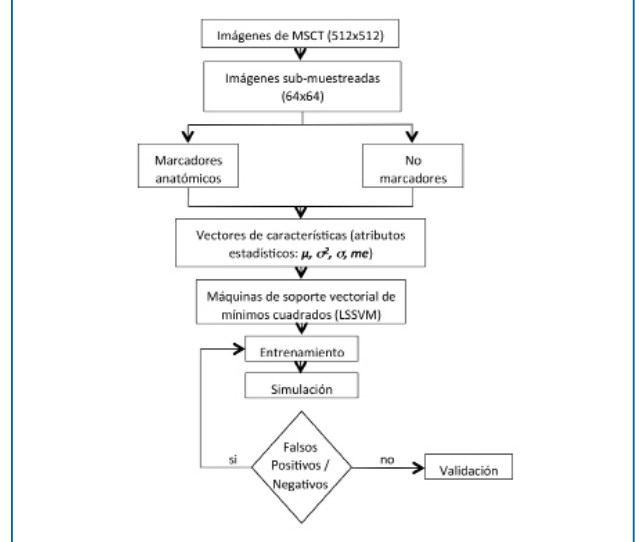 Imágenes de MSCT (512x512)
Imágenes sub-muestreadas
(64x64)
Marcadores
anatómicos
No
marcadores
Vectores de características (atributos
estadísticos: μ, σ², σ, me)
Máquinas de soporte vectorial de
mínimos cuadrados (LSSVM)
Entrenamiento
Simulación
Falsos
Positivos /
Negativos
si
no
Validación